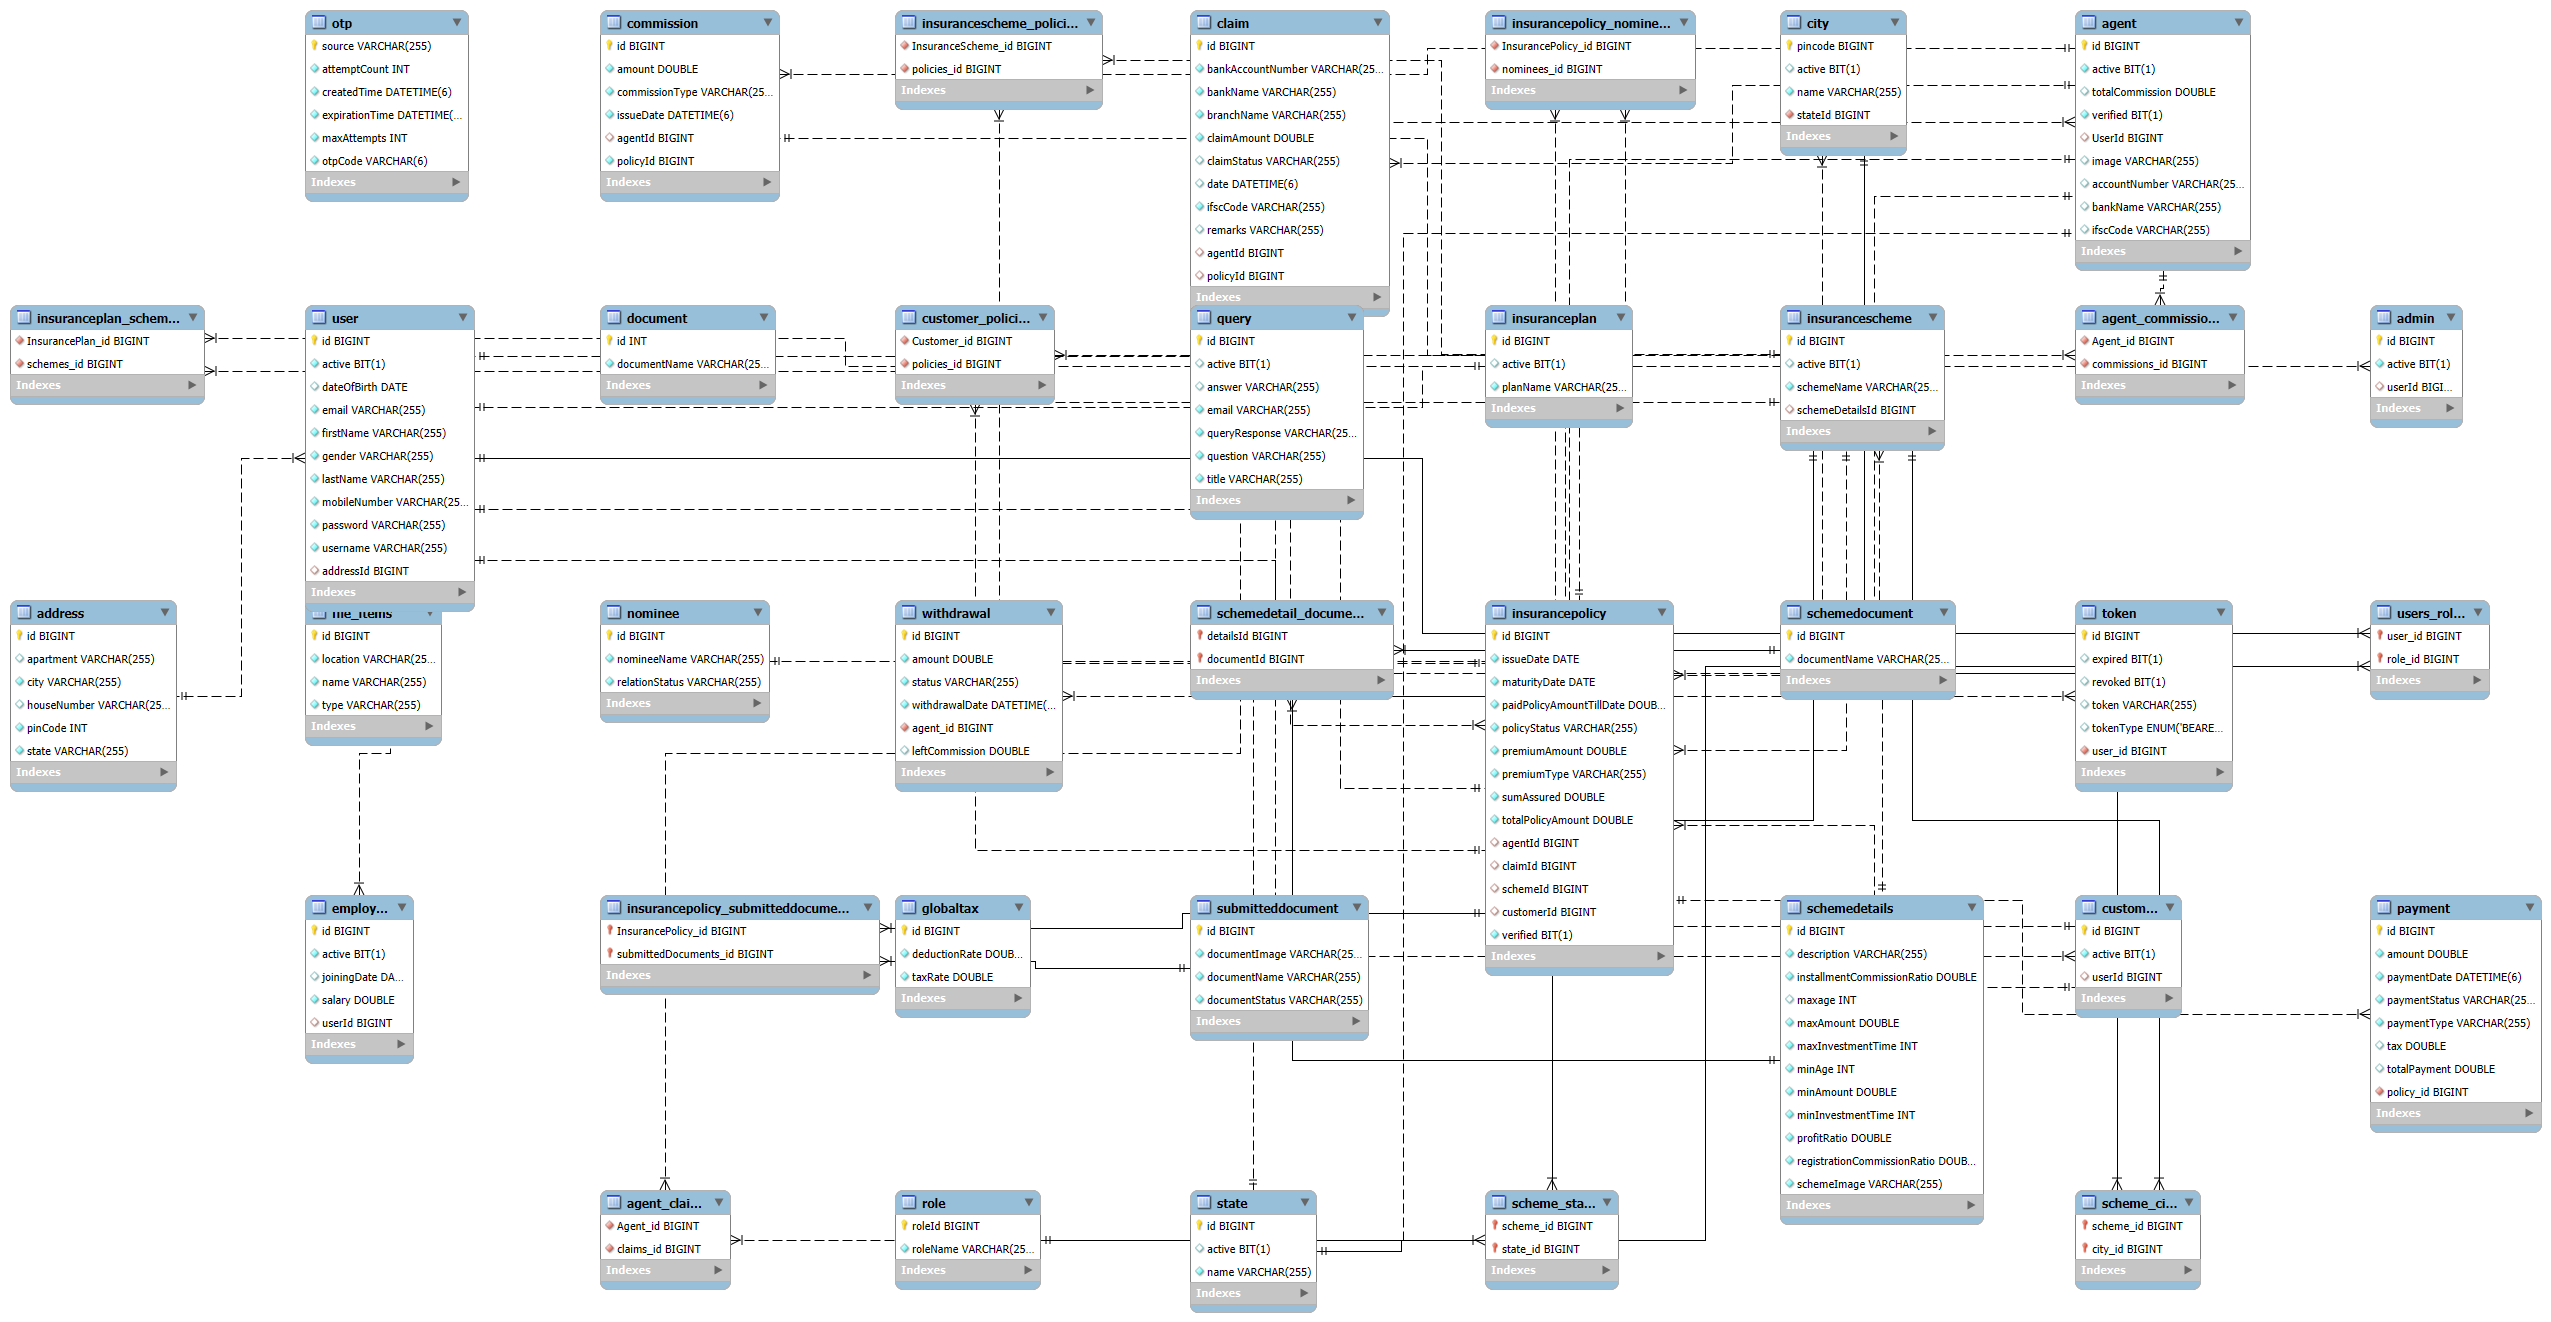 otp
source VARCHAR(255)
attemptCount INT
createdTime DATETIME(6)
expirationTime DATETIME(...
maxAttempts INT
otpCode VARCHAR(6)
Indexes
commission
id BIGINT
amount DOUBLE
commissionType VARCHAR(25...
issueDate DATETIME(6)
agentId BIGINT
policyId BIGINT
Indexes
insurancescheme_polici...
InsuranceScheme_id BIGINT
policies_id BIGINT
Indexes
claim
id BIGINT
bankAccountNumber VARCHAR(25...
bankName VARCHAR(255)
branchName VARCHAR(255)
claimAmount DOUBLE
claimStatus VARCHAR(255)
date DATETIME(6)
ifscCode VARCHAR(255)
remarks VARCHAR(255)
agentId BIGINT
policyId BIGINT
Indexes
insurancepolicy_nomine...
InsurancePolicy_id BIGINT
nominees_id BIGINT
Indexes
city
pincode BIGINT
active BIT(1)
name VARCHAR(255)
stateId BIGINT
Indexes
agent
id BIGINT
active BIT(1)
totalCommission DOUBLE
verified BIT(1)
UserId BIGINT
image VARCHAR(255)
accountNumber VARCHAR(25...
bankName VARCHAR(255)
ifscCode VARCHAR(255)
Indexes
insuranceplan_schem...
InsurancePlan_id BIGINT
schemes_id BIGINT
Indexes
user
id BIGINT
active BIT(1)
dateOfBirth DATE
email VARCHAR(255)
firstName VARCHAR(255)
gender VARCHAR(255)
lastName VARCHAR(255)
mobileNumber VARCHAR(25...
password VARCHAR(255)
username VARCHAR(255)
addressId BIGINT
Indexes
document
id INT
documentName VARCHAR(25...
Indexes
customer_polici...
Customer_id BIGINT
policies_id BIGINT
Indexes
query
id BIGINT
active BIT(1)
answer VARCHAR(255)
email VARCHAR(255)
queryResponse VARCHAR(25...
question VARCHAR(255)
title VARCHAR(255)
Indexes
insuranceplan
id BIGINT
active BIT(1)
planName VARCHAR(25...
Indexes
insurancescheme
id BIGINT
active BIT(1)
schemeName VARCHAR(25...
schemeDetailsId BIGINT
Indexes
agent_commissio...
Agent_id BIGINT
commissions_id BIGINT
Indexes
admin
id BIGINT
active BIT(1)
userId BIGI...
Indexes
address
id BIGINT
apartment VARCHAR(255)
city VARCHAR(255)
houseNumber VARCHAR(25...
pinCode INT
state VARCHAR(255)
Indexes
id BIGINT
location VARCHAR(25...
name VARCHAR(255)
type VARCHAR(255)
Indexes
nominee
id BIGINT
nomineeName VARCHAR(255)
relationStatus VARCHAR(255)
Indexes
withdrawal
id BIGINT
amount DOUBLE
status VARCHAR(255)
withdrawalDate DATETIME(...
agent_id BIGINT
leftCommission DOUBLE
Indexes
schemedetail_docume...
detailsId BIGINT
documentId BIGINT
Indexes
insurancepolicy
id BIGINT
issueDate DATE
maturityDate DATE
paidPolicyAmountTillDate DOUB...
policyStatus VARCHAR(255)
premiumAmount DOUBLE
premiumType VARCHAR(255)
sumAssured DOUBLE
totalPolicyAmount DOUBLE
agentId BIGINT
claimId BIGINT
schemeId BIGINT
customerId BIGINT
verified BIT(1)
Indexes
schemedocument
id BIGINT
documentName VARCHAR(25...
Indexes
token
id BIGINT
expired BIT(1)
revoked BIT(1)
token VARCHAR(255)
tokenType ENUM('BEARE...
user_id BIGINT
Indexes
users_rol...
user_id BIGINT
role_id BIGINT
Indexes
employ...
id BIGINT
active BIT(1)
joiningDate DA...
salary DOUBLE
userId BIGINT
Indexes
insurancepolicy_submitteddocume...
InsurancePolicy_id BIGINT
submittedDocuments_id BIGINT
Indexes
globaltax
id BIGINT
deductionRate DOUB...
taxRate DOUBLE
Indexes
submitteddocument
id BIGINT
documentImage VARCHAR(25...
documentName VARCHAR(255)
documentStatus VARCHAR(255)
Indexes
schemedetails
id BIGINT
description VARCHAR(255)
installmentCommissionRatio DOUBLE
maxage INT
maxAmount DOUBLE
maxInvestmentTime INT
minAge INT
minAmount DOUBLE
minInvestmentTime INT
profitRatio DOUBLE
registrationCommissionRatio DOUB...
schemeImage VARCHAR(255)
Indexes
custom...
id BIGINT
active BIT(1)
userId BIGINT
Indexes
payment
id BIGINT
amount DOUBLE
paymentDate DATETIME(6)
paymentStatus VARCHAR(25...
paymentType VARCHAR(255)
tax DOUBLE
totalPayment DOUBLE
policy_id BIGINT
Indexes
agent_clai...
Agent_id BIGINT
claims_id BIGINT
Indexes
role
roleId BIGINT
roleName VARCHAR(25...
Indexes
state
id BIGINT
active BIT(1)
name VARCHAR(255)
Indexes
scheme_sta...
scheme_id BIGINT
state_id BIGINT
Indexes
scheme_ci...
scheme_id BIGINT
city_id BIGINT
Indexes